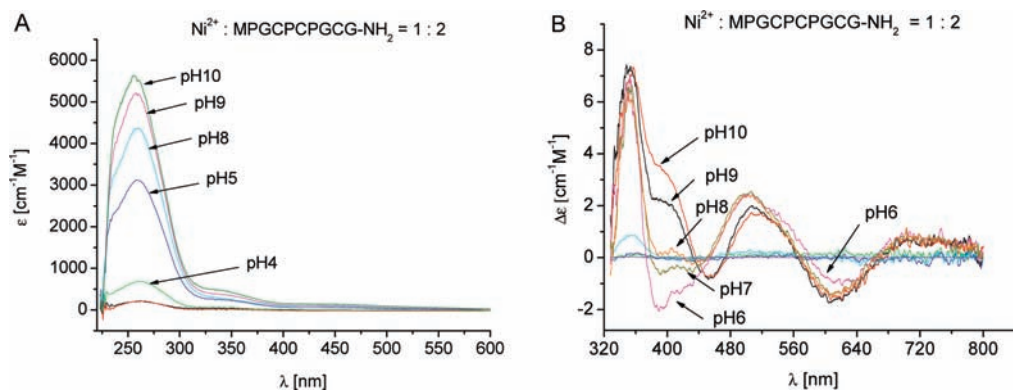 A
Ni2+ : MPGCPCPGCG-NH2 = 1 : 2
6000
5000
4000
3000
2000
1000
0
ε [cm-1M-1]
pH10
pH9
pH8
pH5
pH4
250 300 350 400 450 500 550 600
λ [nm]
B
Ni2+ : MPGCPCPGCG-NH2 = 1 : 2
8
6
4
2
0
-2
Δε [cm-1M-1]
pH10
pH9
pH8
pH6
pH7
pH6
320 400 480 560 640 720 800
λ [nm]